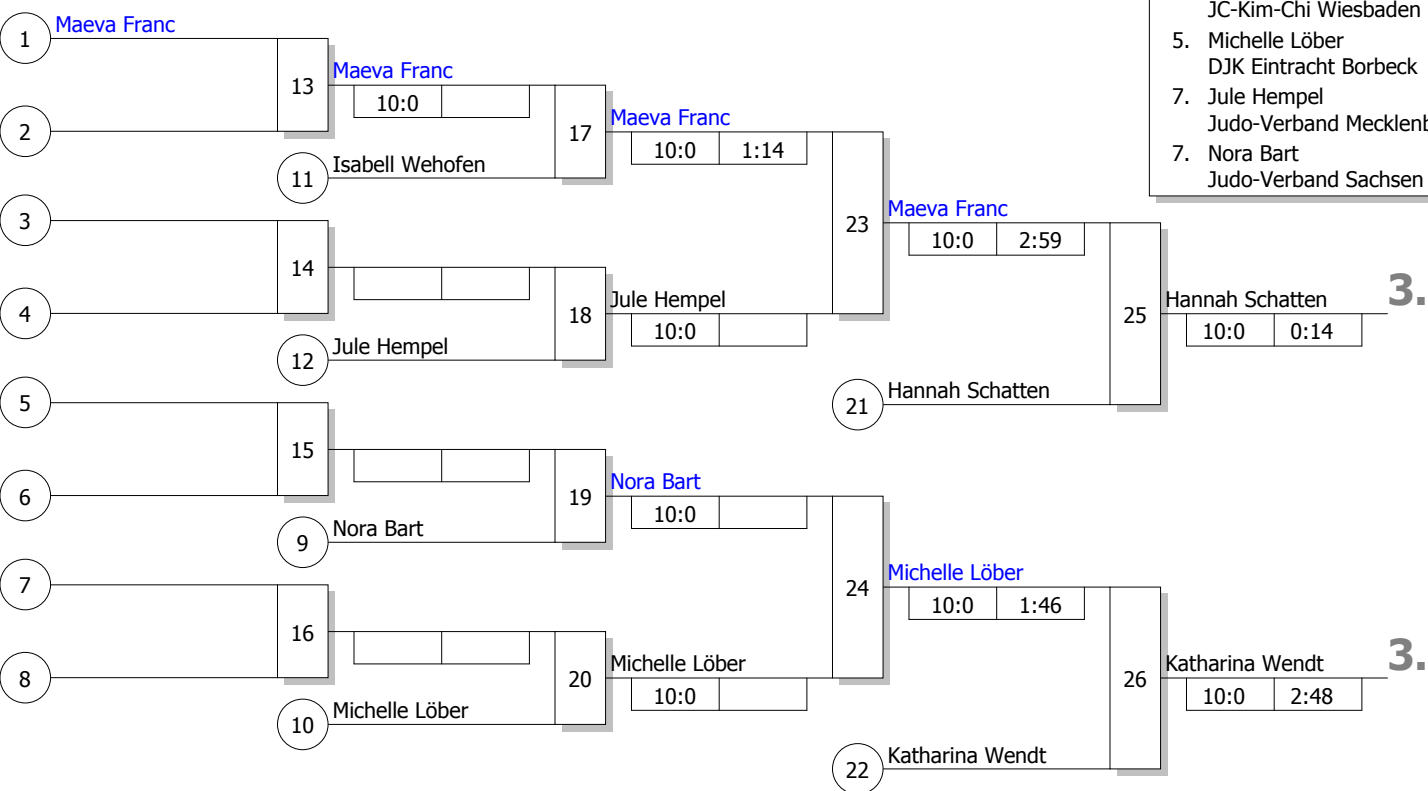 JC-Kim-Chi Wiesbaden
5. Michelle Löber
DJK Eintracht Borbeck
7. Jule Hempel
Judo-Verband
7. Nora Bart
Judo-Verband Sachsen
1 Maeva Franc
2
13
Maeva Franc
10:0
11 Isabell Wehofen
17
Maeva Franc
10:0 1:14
3
4
14
12 Jule Hempel
18
Jule Hempel
10:0
23
Maeva Franc
10:0 2:59
21 Hannah Schatten
25
Hannah Schatten 3.
10:0 0:14
5
6
15
9 Nora Bart
19
Nora Bart
10:0
7
8
16
10 Michelle Löber
20
Michelle Löber
10:0
24
Michelle Löber
10:0 1:46
22 Katharina Wendt
26
Katharina Wendt 3.
10:0 2:48